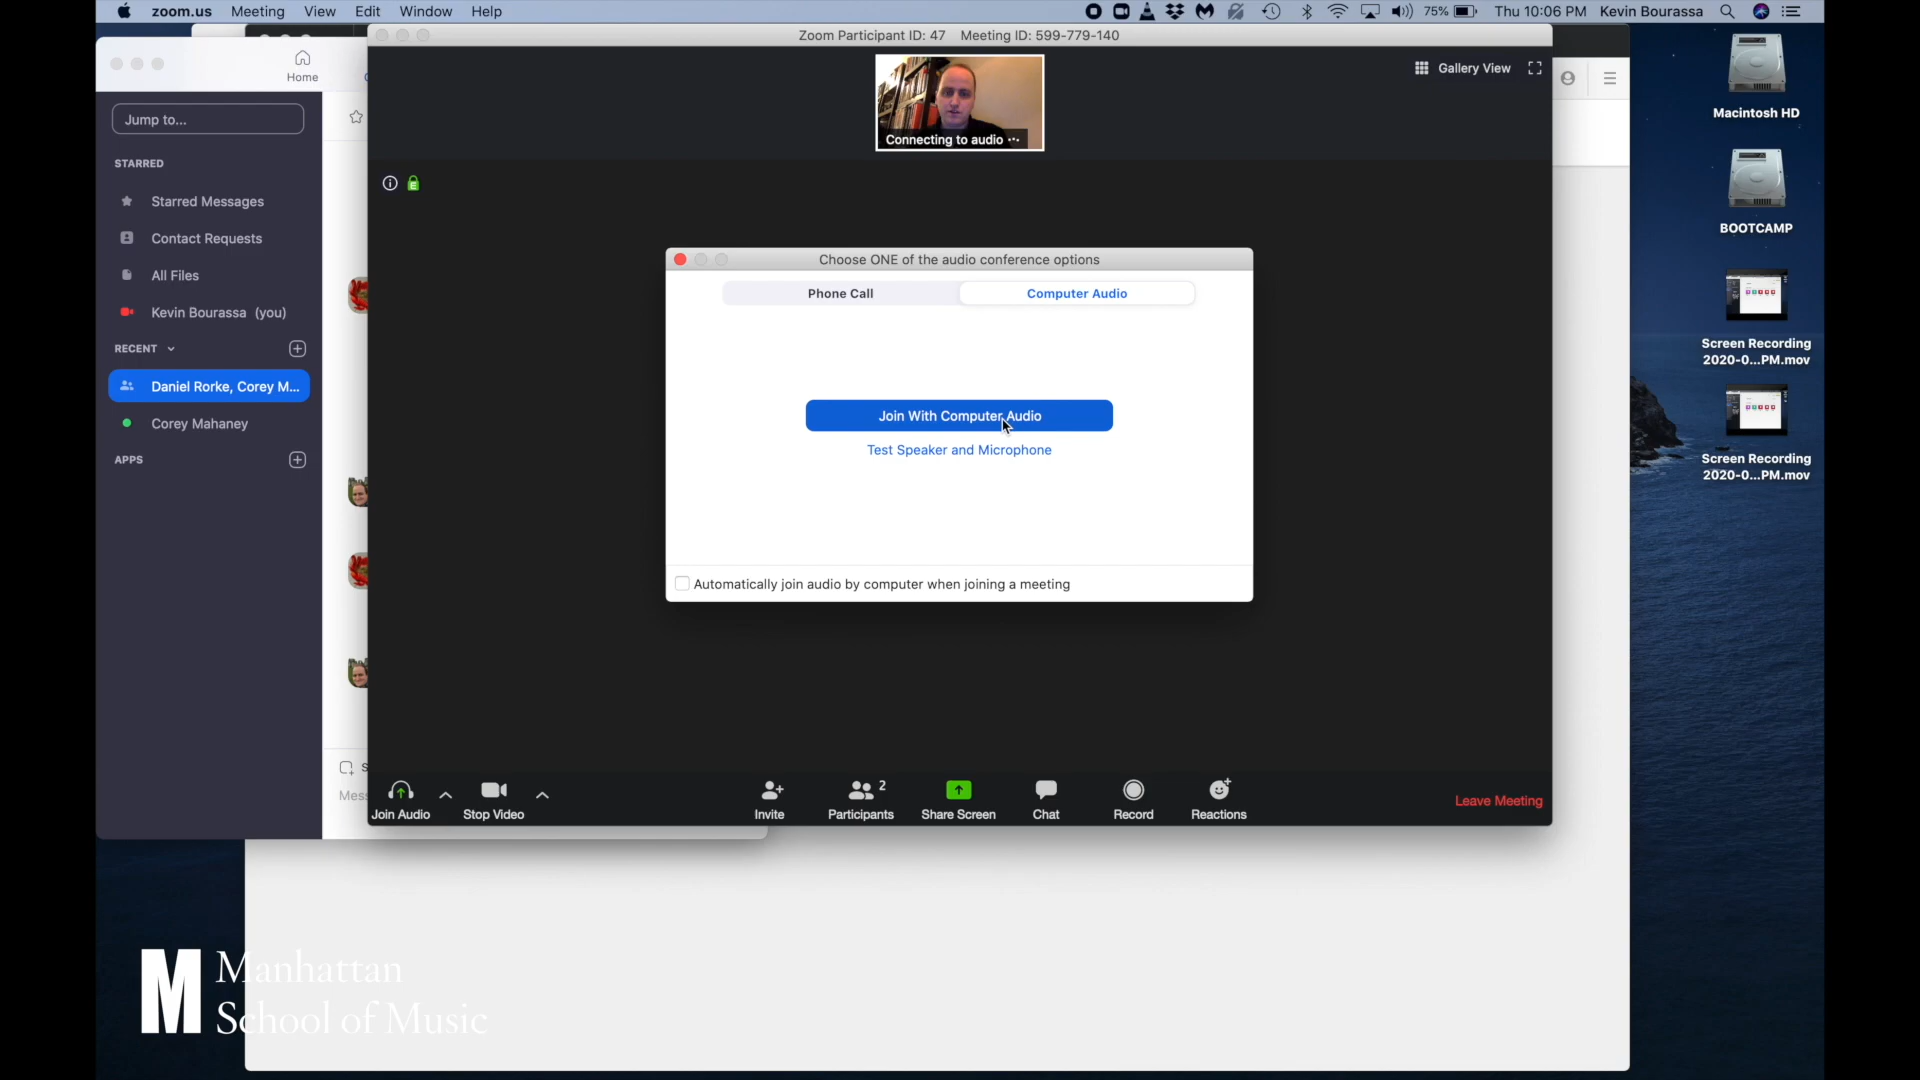 zoom.us Meeting View Edit Window Help
75% Thu 10:06 PM Kevin Bourassa
Zoom Participant ID: 47 Meeting ID: 599-779-140
Home
Gallery View
Jump to...
Connecting to audio ...
STARRED
Starred Messages
Contact Requests
All Files
Kevin Bourassa (you)
RECENT
Daniel Rorke, Corey M...
Corey Mahaney
APPS
Choose ONE of the audio conference options
Phone Call
Computer Audio
Join With Computer Audio
Test Speaker and Microphone
Automatically join audio by computer when joining a meeting
Join Audio
Stop Video
Invite
Participants 2
Share Screen
Chat
Record
Reactions
Leave Meeting
Macintosh HD
BOOTCAMP
Screen Recording
2020-0...PM.mov
Screen Recording
2020-0...PM.mov
M Manhattan
School of Music